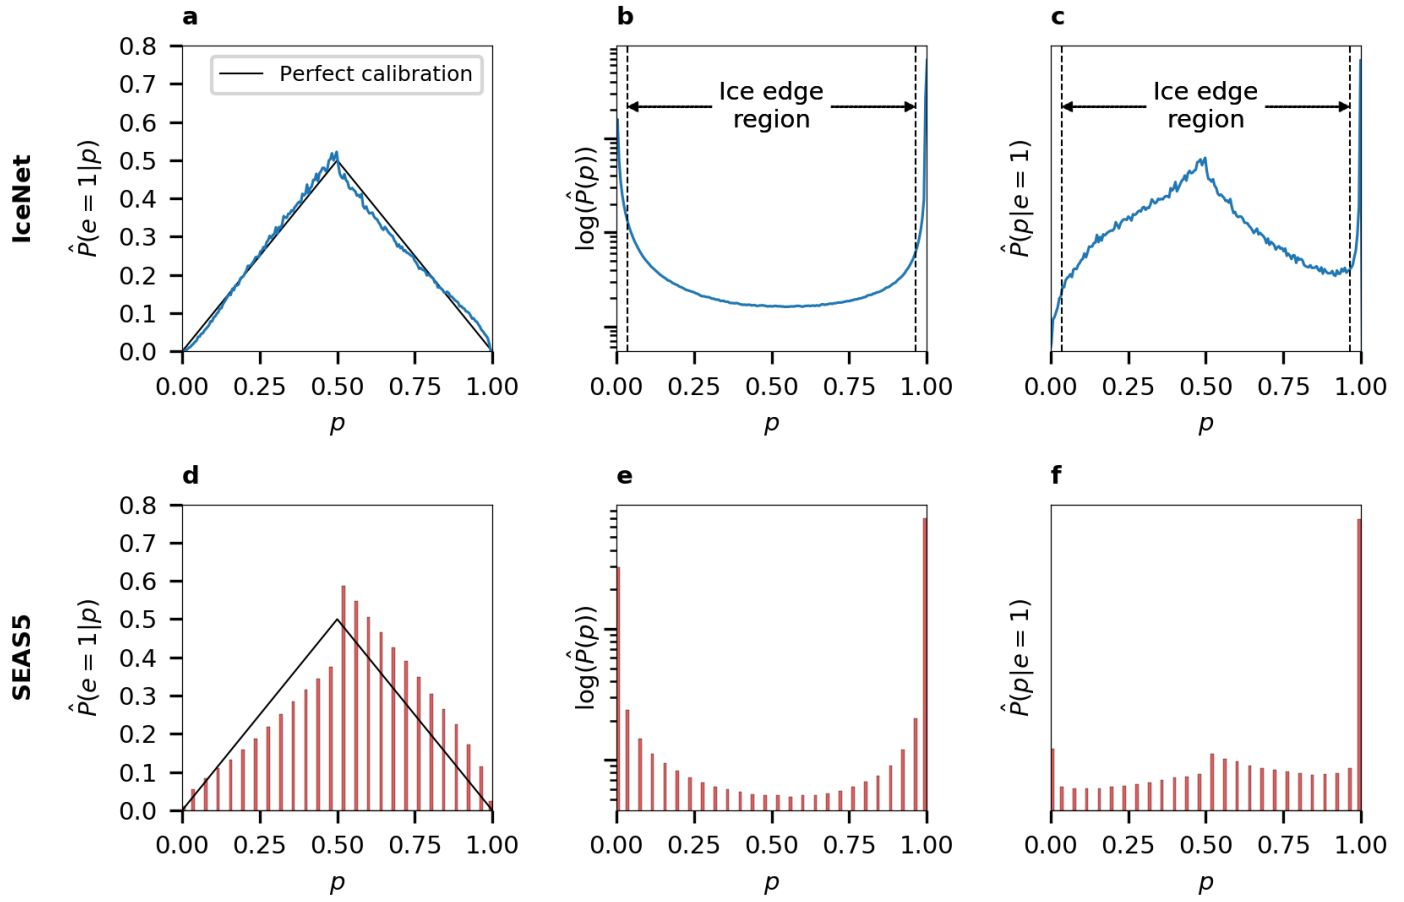 a
b
c
IceNet
P̂(e = 1|p)
0.8
0.7
0.6
0.5
0.4
0.3
0.2
0.1
0.0
Perfect calibration
0.00 0.25 0.50 0.75 1.00
p
log(P̂(p))
Ice edge
region
0.00 0.25 0.50 0.75 1.00
p
P̂(p|e = 1)
Ice edge
region
0.00 0.25 0.50 0.75 1.00
p
d
e
f
SEAS5
P̂(e = 1|p)
0.8
0.7
0.6
0.5
0.4
0.3
0.2
0.1
0.0
0.00 0.25 0.50 0.75 1.00
p
log(P̂(p))
0.00 0.25 0.50 0.75 1.00
p
P̂(p|e = 1)
0.00 0.25 0.50 0.75 1.00
p